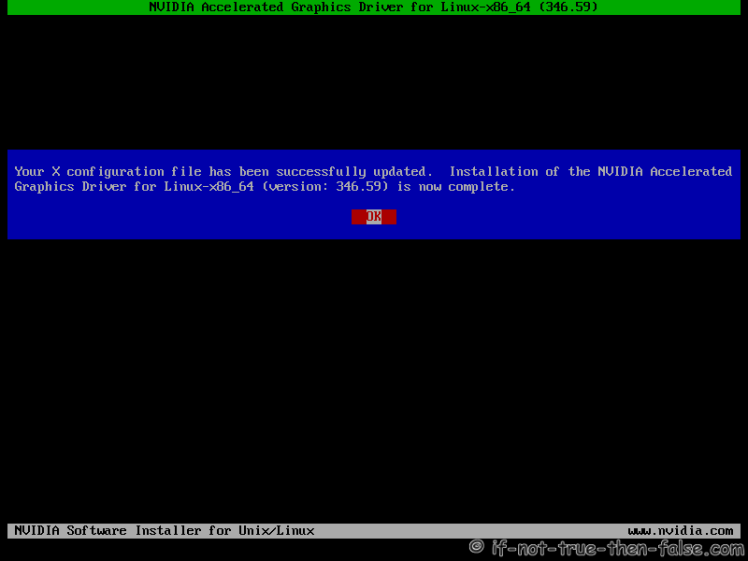 NVIDIA Accelerated Graphics Driver for Linux-x86_64 (346.59)
Your X configuration file has been successfully updated.  Installation of the NVIDIA Accelerated
Graphics Driver for Linux-x86_64 (version: 346.59) is now complete.
OK
NVIDIA Software Installer for Unix/Linux www.nvidia.com
© if-not-true-then-false.com